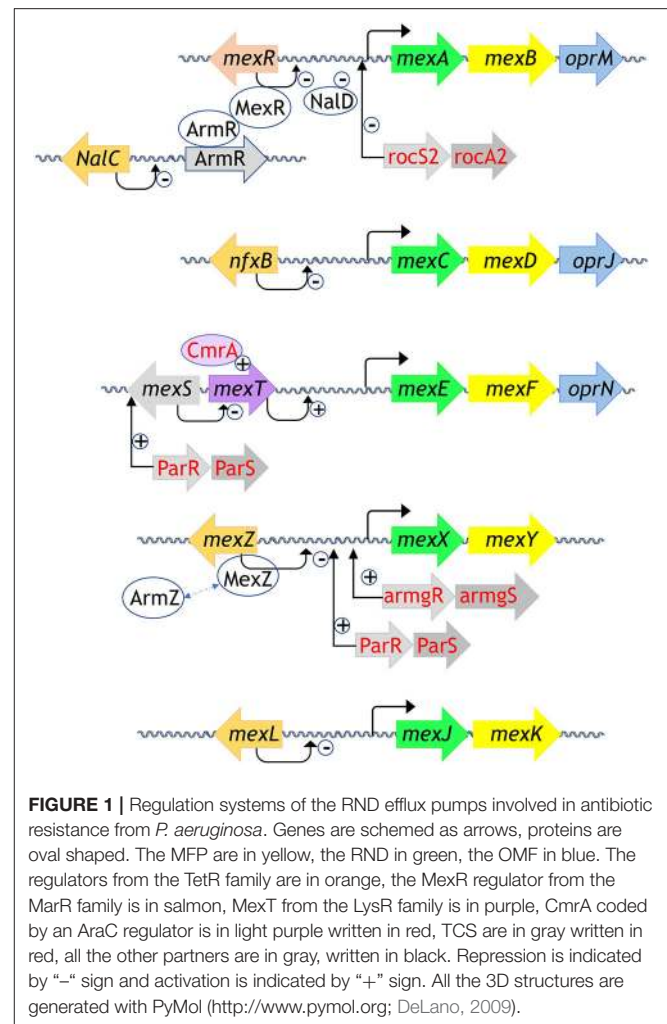 mexR mexA mexB oprM
MexR NalD
ArmR
NalC ArmR rocS2 rocA2
nfxB mexC mexD oprJ
CmrA
mexS mexT mexE mexF oprN
ParR ParS
mexZ mexX mexY
MexZ
ArmZ armgR armgS
ParR ParS
mexL mexJ mexK
FIGURE 1 | Regulation systems of the RND efflux pumps involved in antibiotic
resistance from P. aeruginosa. Genes are schemed as arrows, proteins are
oval shaped. The MFP are in yellow, the RND in green, the OMF in blue. The
regulators from the TetR family are in orange, the MexR regulator from the
MarR family is in salmon, MexT from the LysR family is in purple, CmrA coded
by an AraC regulator is in light purple written in red, TCS are in gray written in
red, all the other partners are in gray, written in black. Repression is indicated
by “–“ sign and activation is indicated by “+” sign. All the 3D structures are
generated with PyMol (http://www.pymol.org; DeLano, 2009).